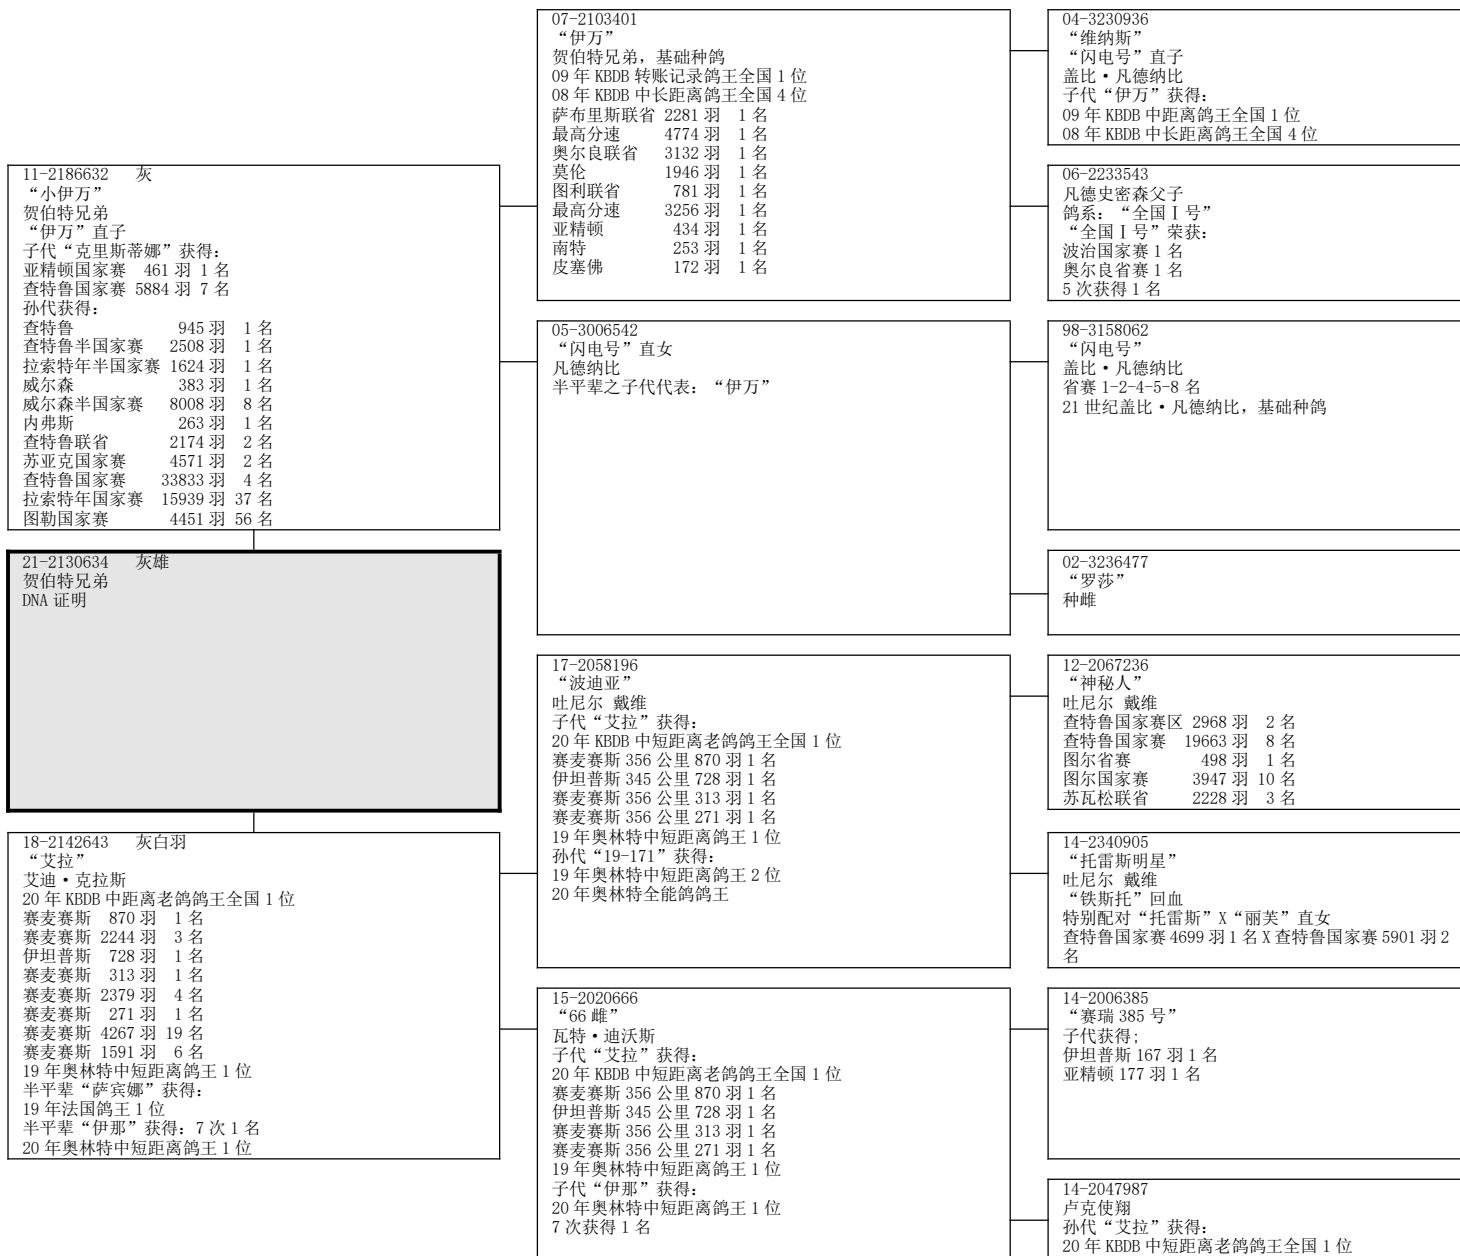 11-2186632 灰
“小伊万”
贺伯特兄弟
“伊万”直子
子代“克里斯蒂娜”获得：
亚精顿国家赛 461 羽 1 名
查特鲁国家赛 5884 羽 7 名
孙代获得：
查特鲁 945 羽 1 名
查特鲁半国家赛 2508 羽 1 名
拉索特年半国家赛 1624 羽 1 名
威尔森 383 羽 1 名
威尔森半国家赛 8008 羽 8 名
内弗斯 263 羽 1 名
查特鲁联省 2174 羽 2 名
苏亚克国家赛 4571 羽 2 名
查特鲁国家赛 33833 羽 4 名
拉索特年国家赛 15939 羽 37 名
图勒国家赛 4451 羽 56 名
21-2130634 灰雄
贺伯特兄弟
DNA 证明
18-2142643 灰白羽
“艾拉”
艾迪•克拉斯
20 年 KBDB 中距离老鸽鸽王全国 1 位
赛麦赛斯 870 羽 1 名
赛麦赛斯 2244 羽 3 名
伊坦普斯 728 羽 1 名
赛麦赛斯 313 羽 1 名
赛麦赛斯 2379 羽 4 名
赛麦赛斯 271 羽 1 名
赛麦赛斯 4267 羽 19 名
赛麦赛斯 1591 羽 6 名
19 年奥林特中短距离鸽王 1 位
半平辈“萨宾娜”获得：
19 年法国鸽王 1 位
半平辈“伊那”获得：7 次 1 名
20 年奥林特中短距离鸽王 1 位
07-2103401
“伊万”
贺伯特兄弟，基础种鸽
09 年 KBDB 转账记录鸽王全国 1 位
08 年 KBDB 中长距离鸽王全国 4 位
萨布里斯联省 2281 羽 1 名
最高分速 4774 羽 1 名
奥尔良联省 3132 羽 1 名
莫伦 1946 羽 1 名
图利联省 781 羽 1 名
最高分速 3256 羽 1 名
亚精顿 434 羽 1 名
南特 253 羽 1 名
皮塞佛 172 羽 1 名
05-3006542
“闪电号”直女
凡德纳比
半平辈之子代代表：“伊万”
17-2058196
“波迪亚”
吐尼尔 戴维
子代“艾拉”获得：
20 年 KBDB 中短距离老鸽鸽王全国 1 位
赛麦赛斯 356 公里 870 羽 1 名
伊坦普斯 345 公里 728 羽 1 名
赛麦赛斯 356 公里 313 羽 1 名
赛麦赛斯 356 公里 271 羽 1 名
19 年奥林特中短距离鸽王 1 位
孙代“19-171”获得：
19 年奥林特中短距离鸽王 2 位
20 年奥林特全能鸽鸽王
15-2020666
“66 雌”
瓦特•迪沃斯
子代“艾拉”获得：
20 年 KBDB 中短距离老鸽鸽王全国 1 位
赛麦赛斯 356 公里 870 羽 1 名
伊坦普斯 345 公里 728 羽 1 名
赛麦赛斯 356 公里 313 羽 1 名
赛麦赛斯 356 公里 271 羽 1 名
19 年奥林特中短距离鸽王 1 位
子代“伊那”获得：
20 年奥林特中短距离鸽王 1 位
7 次获得 1 名
04-3230936
“维纳斯”
“闪电号”直子
盖比•凡德纳比
子代“伊万”获得：
09 年 KBDB 中距离鸽王全国 1 位
08 年 KBDB 中长距离鸽王全国 4 位
06-2233543
凡德史密森父子
鸽系：“全国Ⅰ号”
“全国Ⅰ号”荣获：
波治国家赛 1 名
奥尔良省赛 1 名
5 次获得 1 名
98-3158062
“闪电号”
盖比•凡德纳比
省赛 1-2-4-5-8 名
21 世纪盖比•凡德纳比，基础种鸽
02-3236477
“罗莎”
种雌
12-2067236
“神秘人”
吐尼尔 戴维
查特鲁国家赛区 2968 羽 2 名
查特鲁国家赛 19663 羽 8 名
图尔省赛 498 羽 1 名
图尔国家赛 3947 羽 10 名
苏瓦松联省 2228 羽 3 名
14-2340905
“托雷斯明星”
吐尼尔 戴维
“铁斯托”回血
特别配对“托雷斯”X“丽芙”直女
查特鲁国家赛 4699 羽 1 名 X 查特鲁国家赛 5901 羽 2
名
14-2006385
“赛瑞 385 号”
子代获得；
伊坦普斯 167 羽 1 名
亚精顿 177 羽 1 名
14-2047987
卢克使翔
孙代“艾拉”获得：
20 年 KBDB 中短距离老鸽鸽王全国 1 位